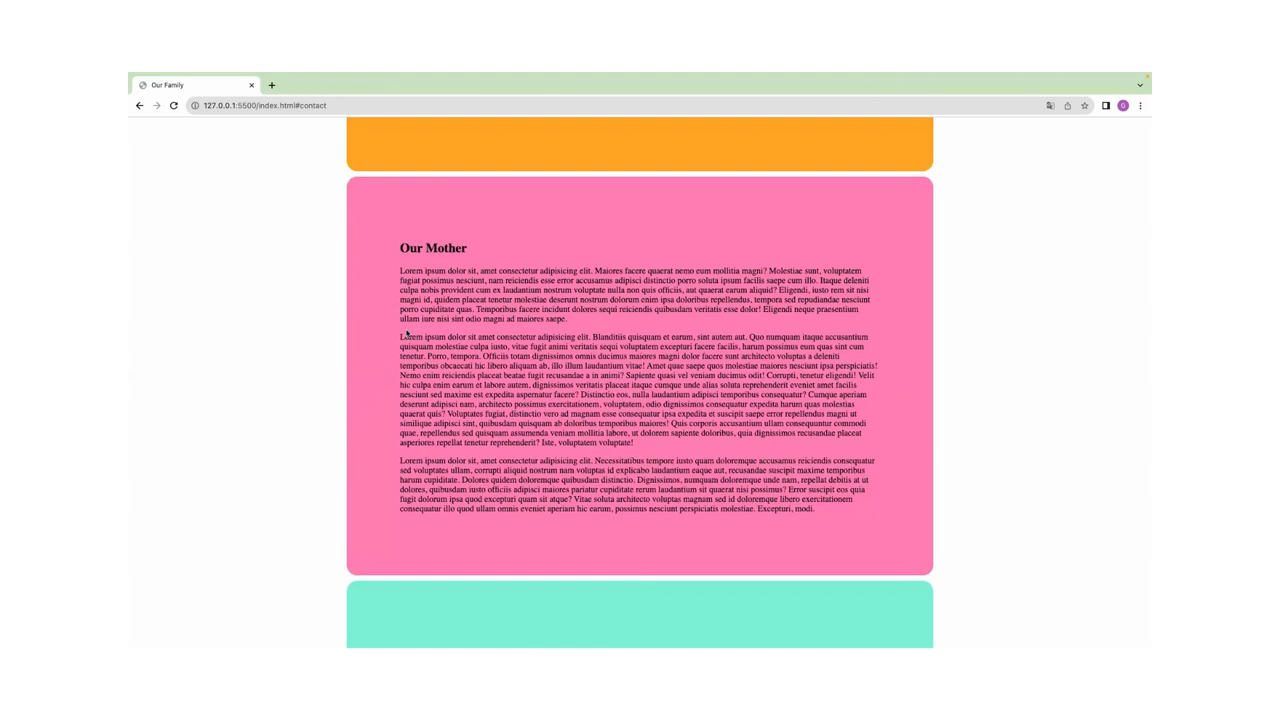 Our Family
127.0.0.1:5500/index.html#contact
G
Our Mother
Lorem ipsum dolor sit, amet consectetur adipisicing elit. Maiores facere quaerat nemo eum mollitia magni? Molestiae sunt, voluptatem
fugiat possimus nesciunt, nam reiciendis esse error accusamus adipisci distinctio porro soluta ipsum facilis saepe cum illo. Itaque deleniti
culpa nobis provident cum ex laudantium nostrum voluptate nulla non quis officiis, aut quaerat earum aliquid? Eligendi, iusto rem sit nisi
magni id, quidem placeat tenetur molestiae deserunt nostrum dolorum enim ipsa doloribus repellendus, tempora sed repudiandae nesciunt
porro cupiditate quas. Temporibus facere incidunt dolores sequi reiciendis quibusdam veritatis esse dolor! Eligendi neque praesentium
ullam iure nisi sint odio magni ad maiores saepe.
Lorem ipsum dolor sit amet consectetur adipisicing elit. Blanditiis quisquam et earum, sint autem aut. Quo numquam itaque accusantium
quisquam molestiae culpa iusto, vitae fugit animi veritatis sequi voluptatem excepturi facere facilis, harum possimus eum quas sint cum
tenetur. Porro, tempora. Officiis totam dignissimos omnis ducimus maiores magni dolor facere sunt architecto voluptas a deleniti
temporibus obcaecati hic libero aliquam ab, illo illum laudantium vitae! Amet quae saepe quos molestiae maiores nesciunt ipsa perspiciatis!
Nemo enim reiciendis placeat beatae fugit recusandae a in animi? Sapiente quasi vel veniam ducimus odit! Corrupti, tenetur eligendi! Velit
hic culpa enim earum et labore autem, dignissimos veritatis placeat itaque cumque unde alias soluta reprehenderit eveniet amet facilis
nesciunt sed maxime est expedita aspernatur facere? Distinctio eos, nulla laudantium adipisci temporibus consequatur? Cumque aperiam
deserunt adipisci nam, architecto possimus exercitationem, voluptatem, odio dignissimos consequatur expedita harum quas molestias
quaerat quis? Voluptates fugiat, distinctio vero ad magnam esse consequatur ipsa expedita et suscipit saepe error repellendus magni ut
similique adipisci sint, quibusdam quisquam ab doloribus temporibus maiores! Quis corporis accusantium ullam consequuntur commodi
quae, repellendus sed quisquam assumenda veniam mollitia labore, ut dolorem sapiente doloribus, quia dignissimos recusandae placeat
asperiores repellat tenetur reprehenderit? Iste, voluptatem voluptate!
Lorem ipsum dolor sit, amet consectetur adipisicing elit. Necessitatibus tempore iusto quam doloremque accusamus reiciendis consequatur
sed voluptates ullam, corrupti aliquid nostrum nam voluptas id explicabo laudantium eaque aut, recusandae suscipit maxime temporibus
harum cupiditate. Dolores quidem doloremque quibusdam distinctio. Dignissimos, numquam doloremque unde nam, repellat debitis at ut
dolores, quibusdam iusto officiis adipisci maiores pariatur cupiditate rerum laudantium sit quaerat nisi possimus? Error suscipit eos quia
fugit dolorum ipsa quod excepturi quam sit atque? Vitae soluta architecto voluptas magnam sed id doloremque libero exercitationem
consequatur illo quod ullam omnis eveniet aperiam hic earum, possimus nesciunt perspiciatis molestiae. Excepturi, modi.